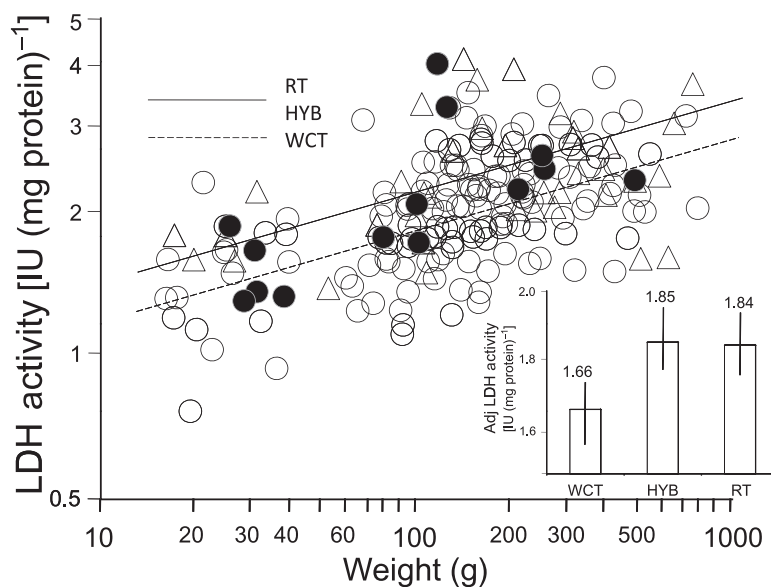 LDH activity [IU (mg protein)⁻¹]
5
4
3
2
1
0.5
RT
HYB
WCT
10 20 30 40 60 100 200 300 500 1000
Weight (g)
Adj LDH activity
[IU (mg protein)⁻¹]
2.0
1.8
1.6
1.66
1.85
1.84
WCT HYB RT